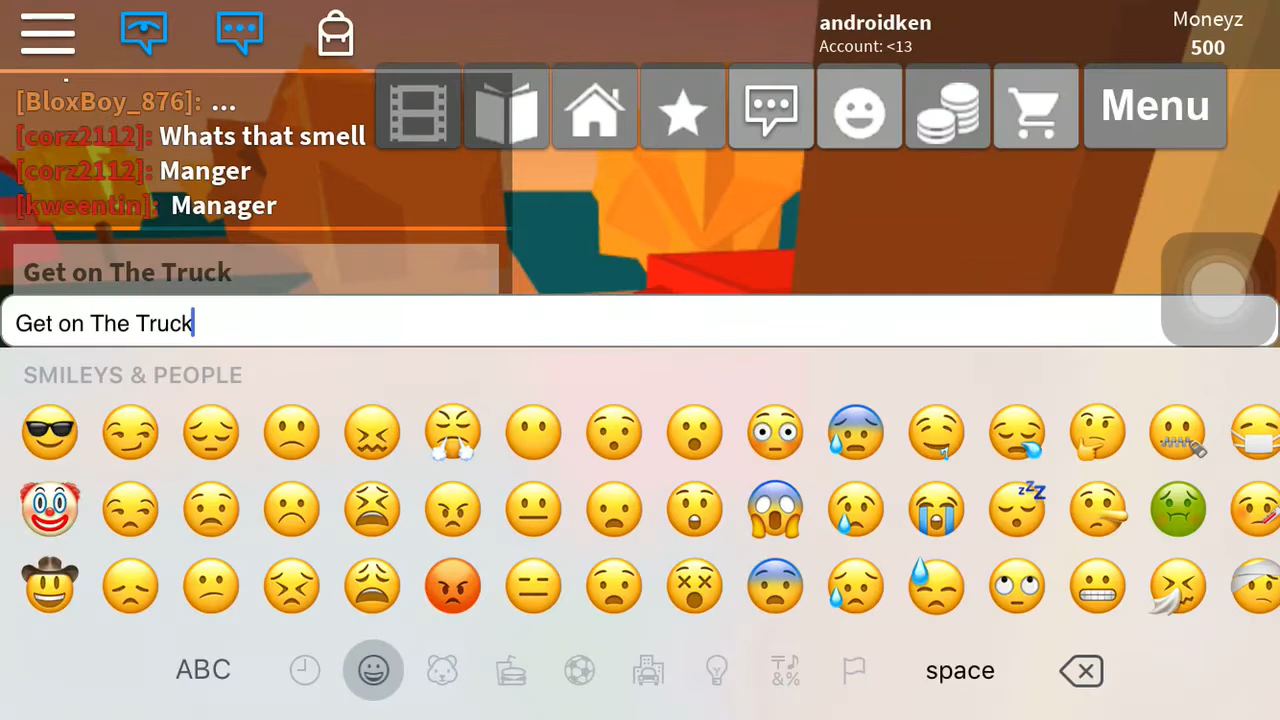 androidken
Account: <13
Moneyz
500
Menu
[BloxBoy_876]: ...
[corz2112]: Whats that smell
[corz2112]: Manger
[kweentin]: Manager
Get on The Truck
Get on The Truck
SMILEYS & PEOPLE
ABC
space